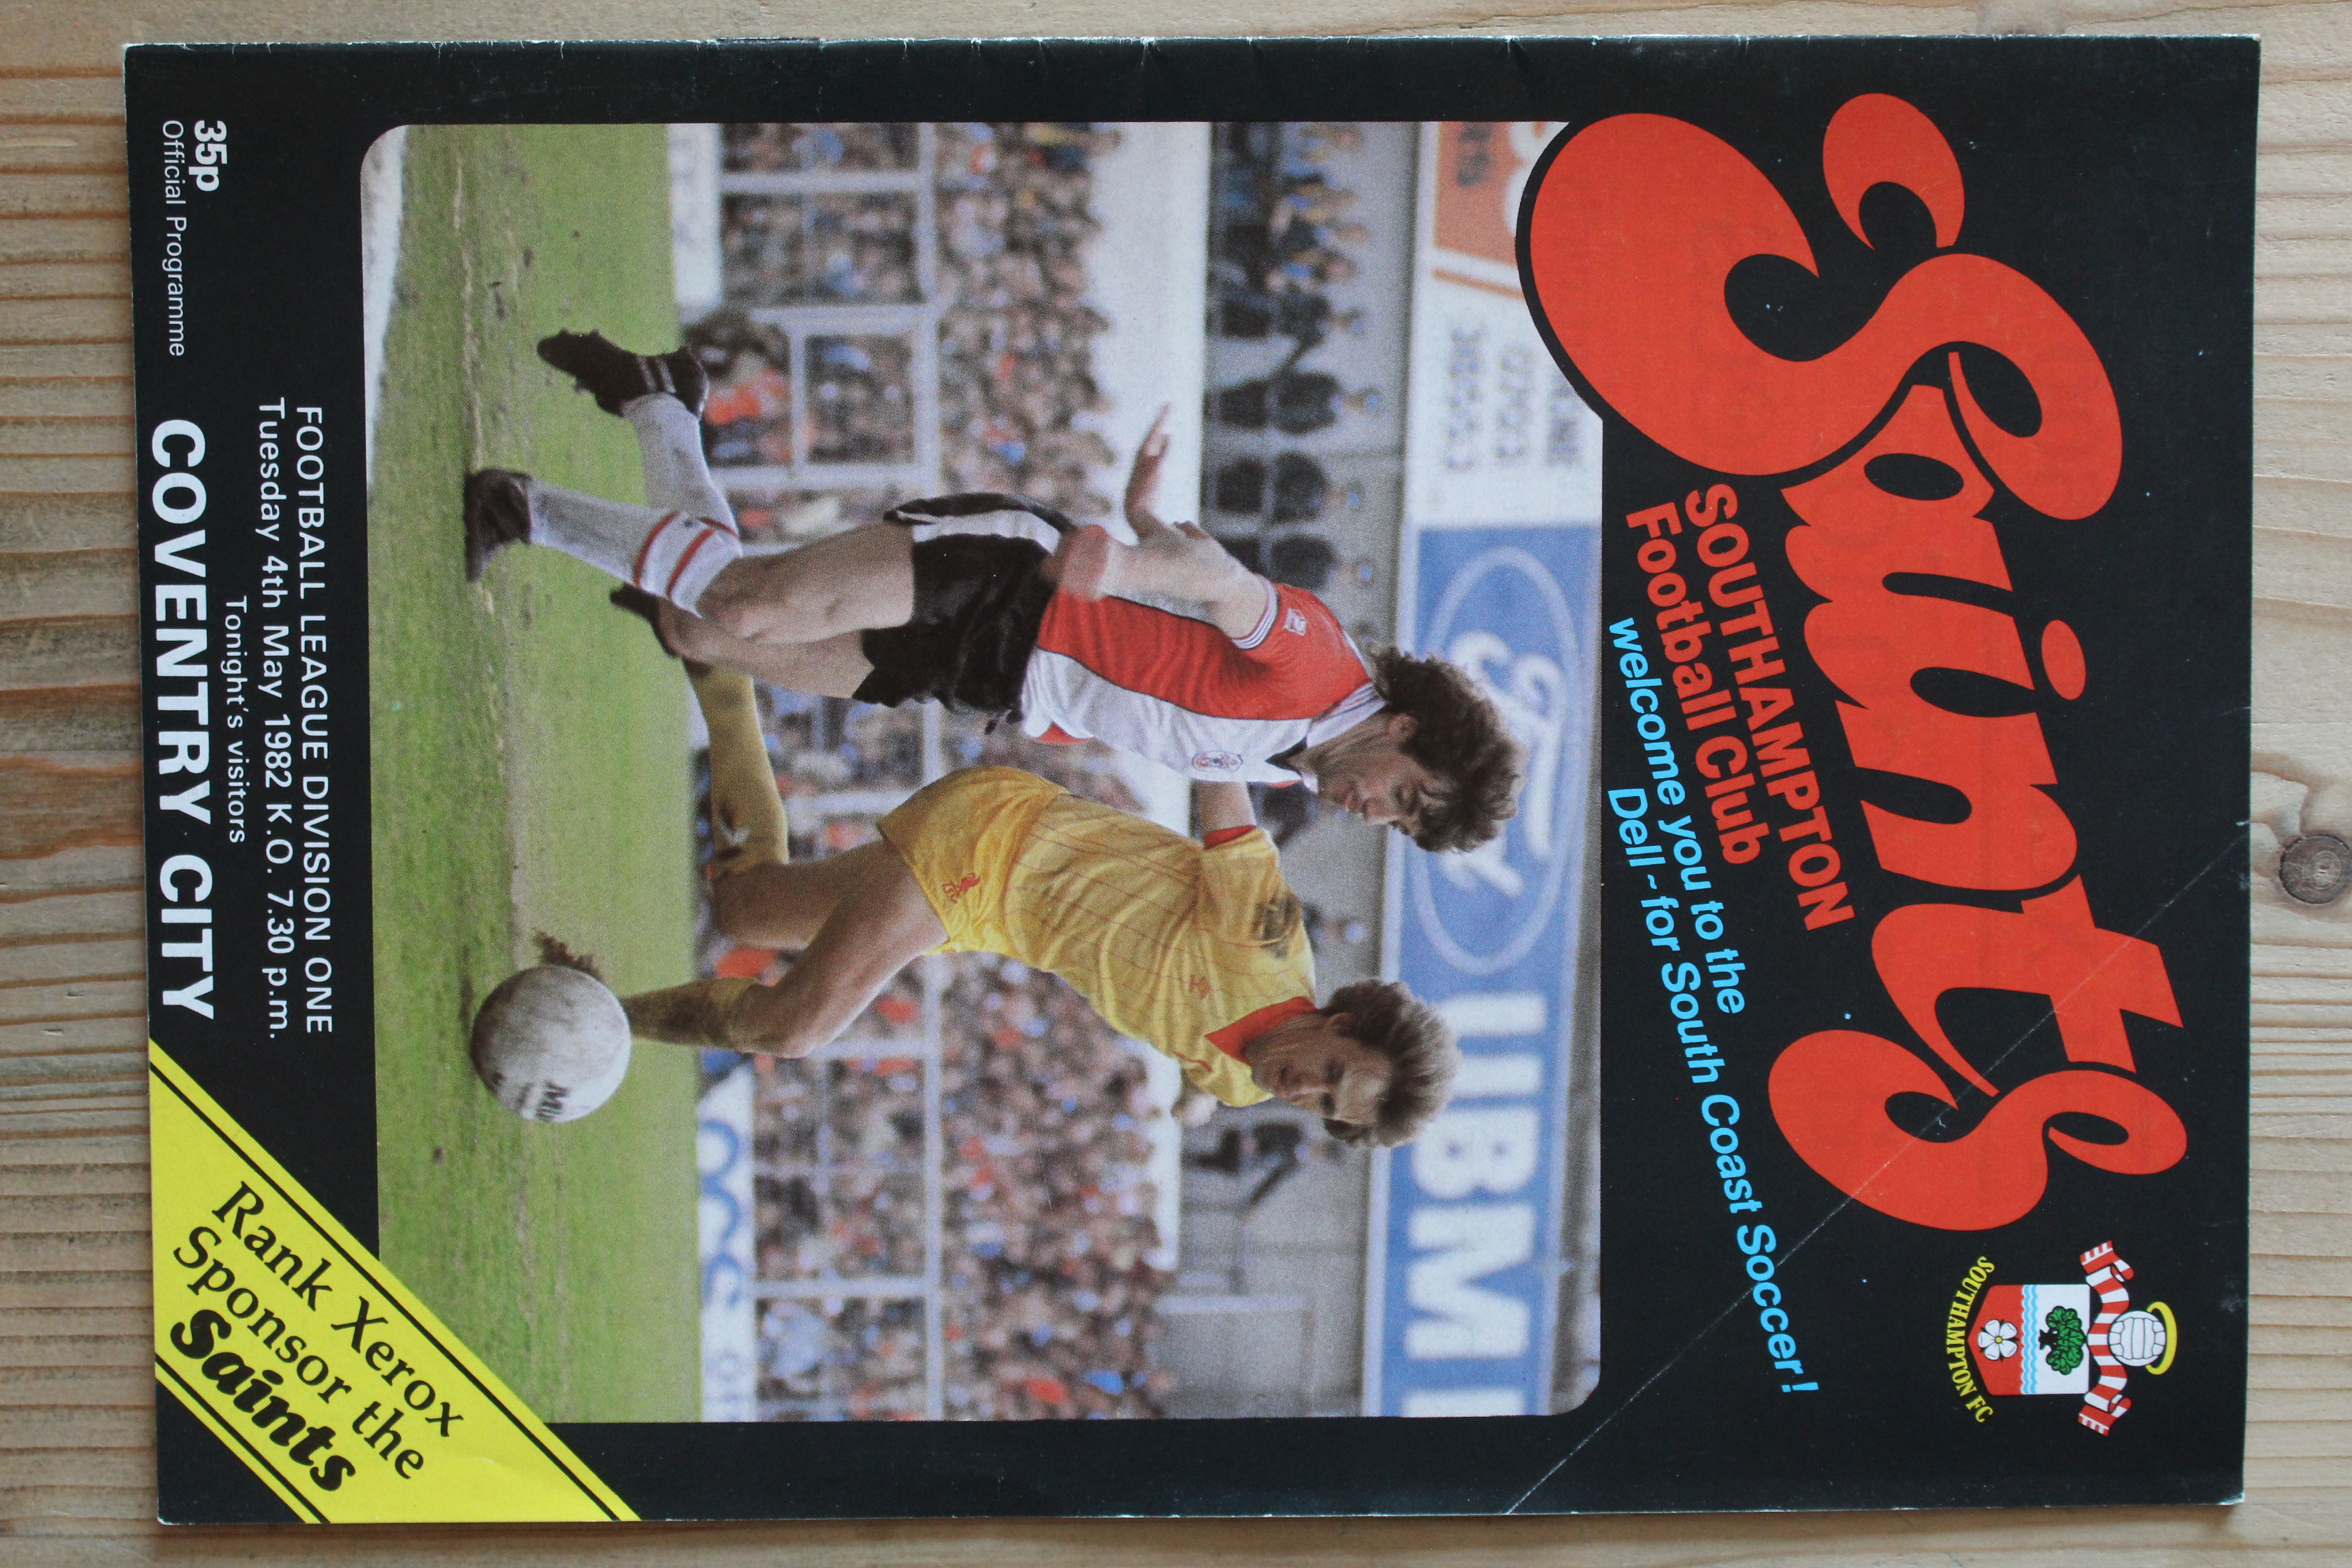 Saints
SOUTHAMPTON
Football Club
welcome you to the
Dell~for South Coast Soccer!
SOUTHAMPTON FC
Ford
FOOTBALL LEAGUE DIVISION ONE
Tuesday 4th May 1982 K.O. 7.30 p.m.
Tonight's visitors
35p
Official Programme
COVENTRY CITY
Rank Xerox
Sponsor the
Saints